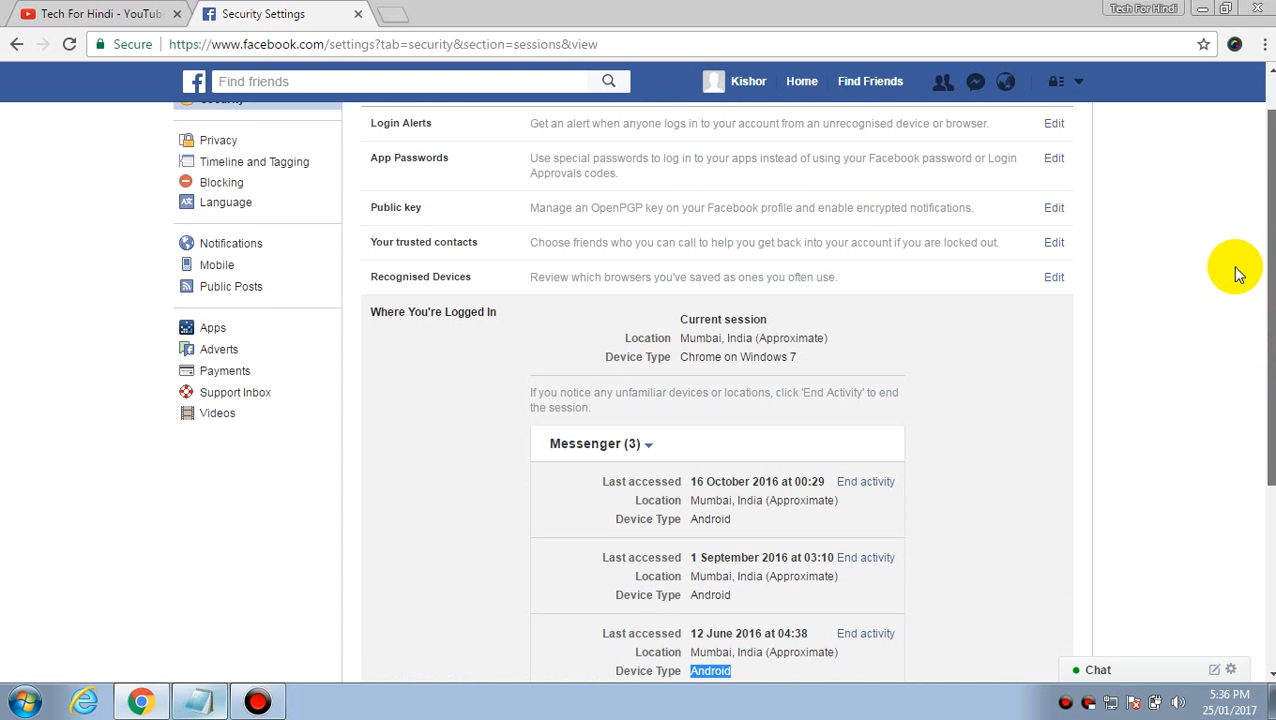 Tech For Hindi - YouTub
Security Settings
Tech For Hindi
Secure
https://www.facebook.com/settings?tab=security&section=sessions&view
Find friends
Kishor
Home
Find Friends
Security
Privacy
Timeline and Tagging
Blocking
Language
Notifications
Mobile
Public Posts
Apps
Adverts
Payments
Support Inbox
Videos
Login Alerts
Get an alert when anyone logs in to your account from an unrecognised device or browser.
Edit
App Passwords
Use special passwords to log in to your apps instead of using your Facebook password or Login
Approvals codes.
Edit
Public key
Manage an OpenPGP key on your Facebook profile and enable encrypted notifications.
Edit
Your trusted contacts
Choose friends who you can call to help you get back into your account if you are locked out.
Edit
Recognised Devices
Review which browsers you've saved as ones you often use.
Edit
Where You're Logged In
Current session
Location Mumbai, India (Approximate)
Device Type Chrome on Windows 7
If you notice any unfamiliar devices or locations, click 'End Activity' to end
the session.
Messenger (3)
Last accessed 16 October 2016 at 00:29 End activity
Location Mumbai, India (Approximate)
Device Type Android
Last accessed 1 September 2016 at 03:10 End activity
Location Mumbai, India (Approximate)
Device Type Android
Last accessed 12 June 2016 at 04:38 End activity
Location Mumbai, India (Approximate)
Device Type Android
Chat
5:36 PM
25/01/2017